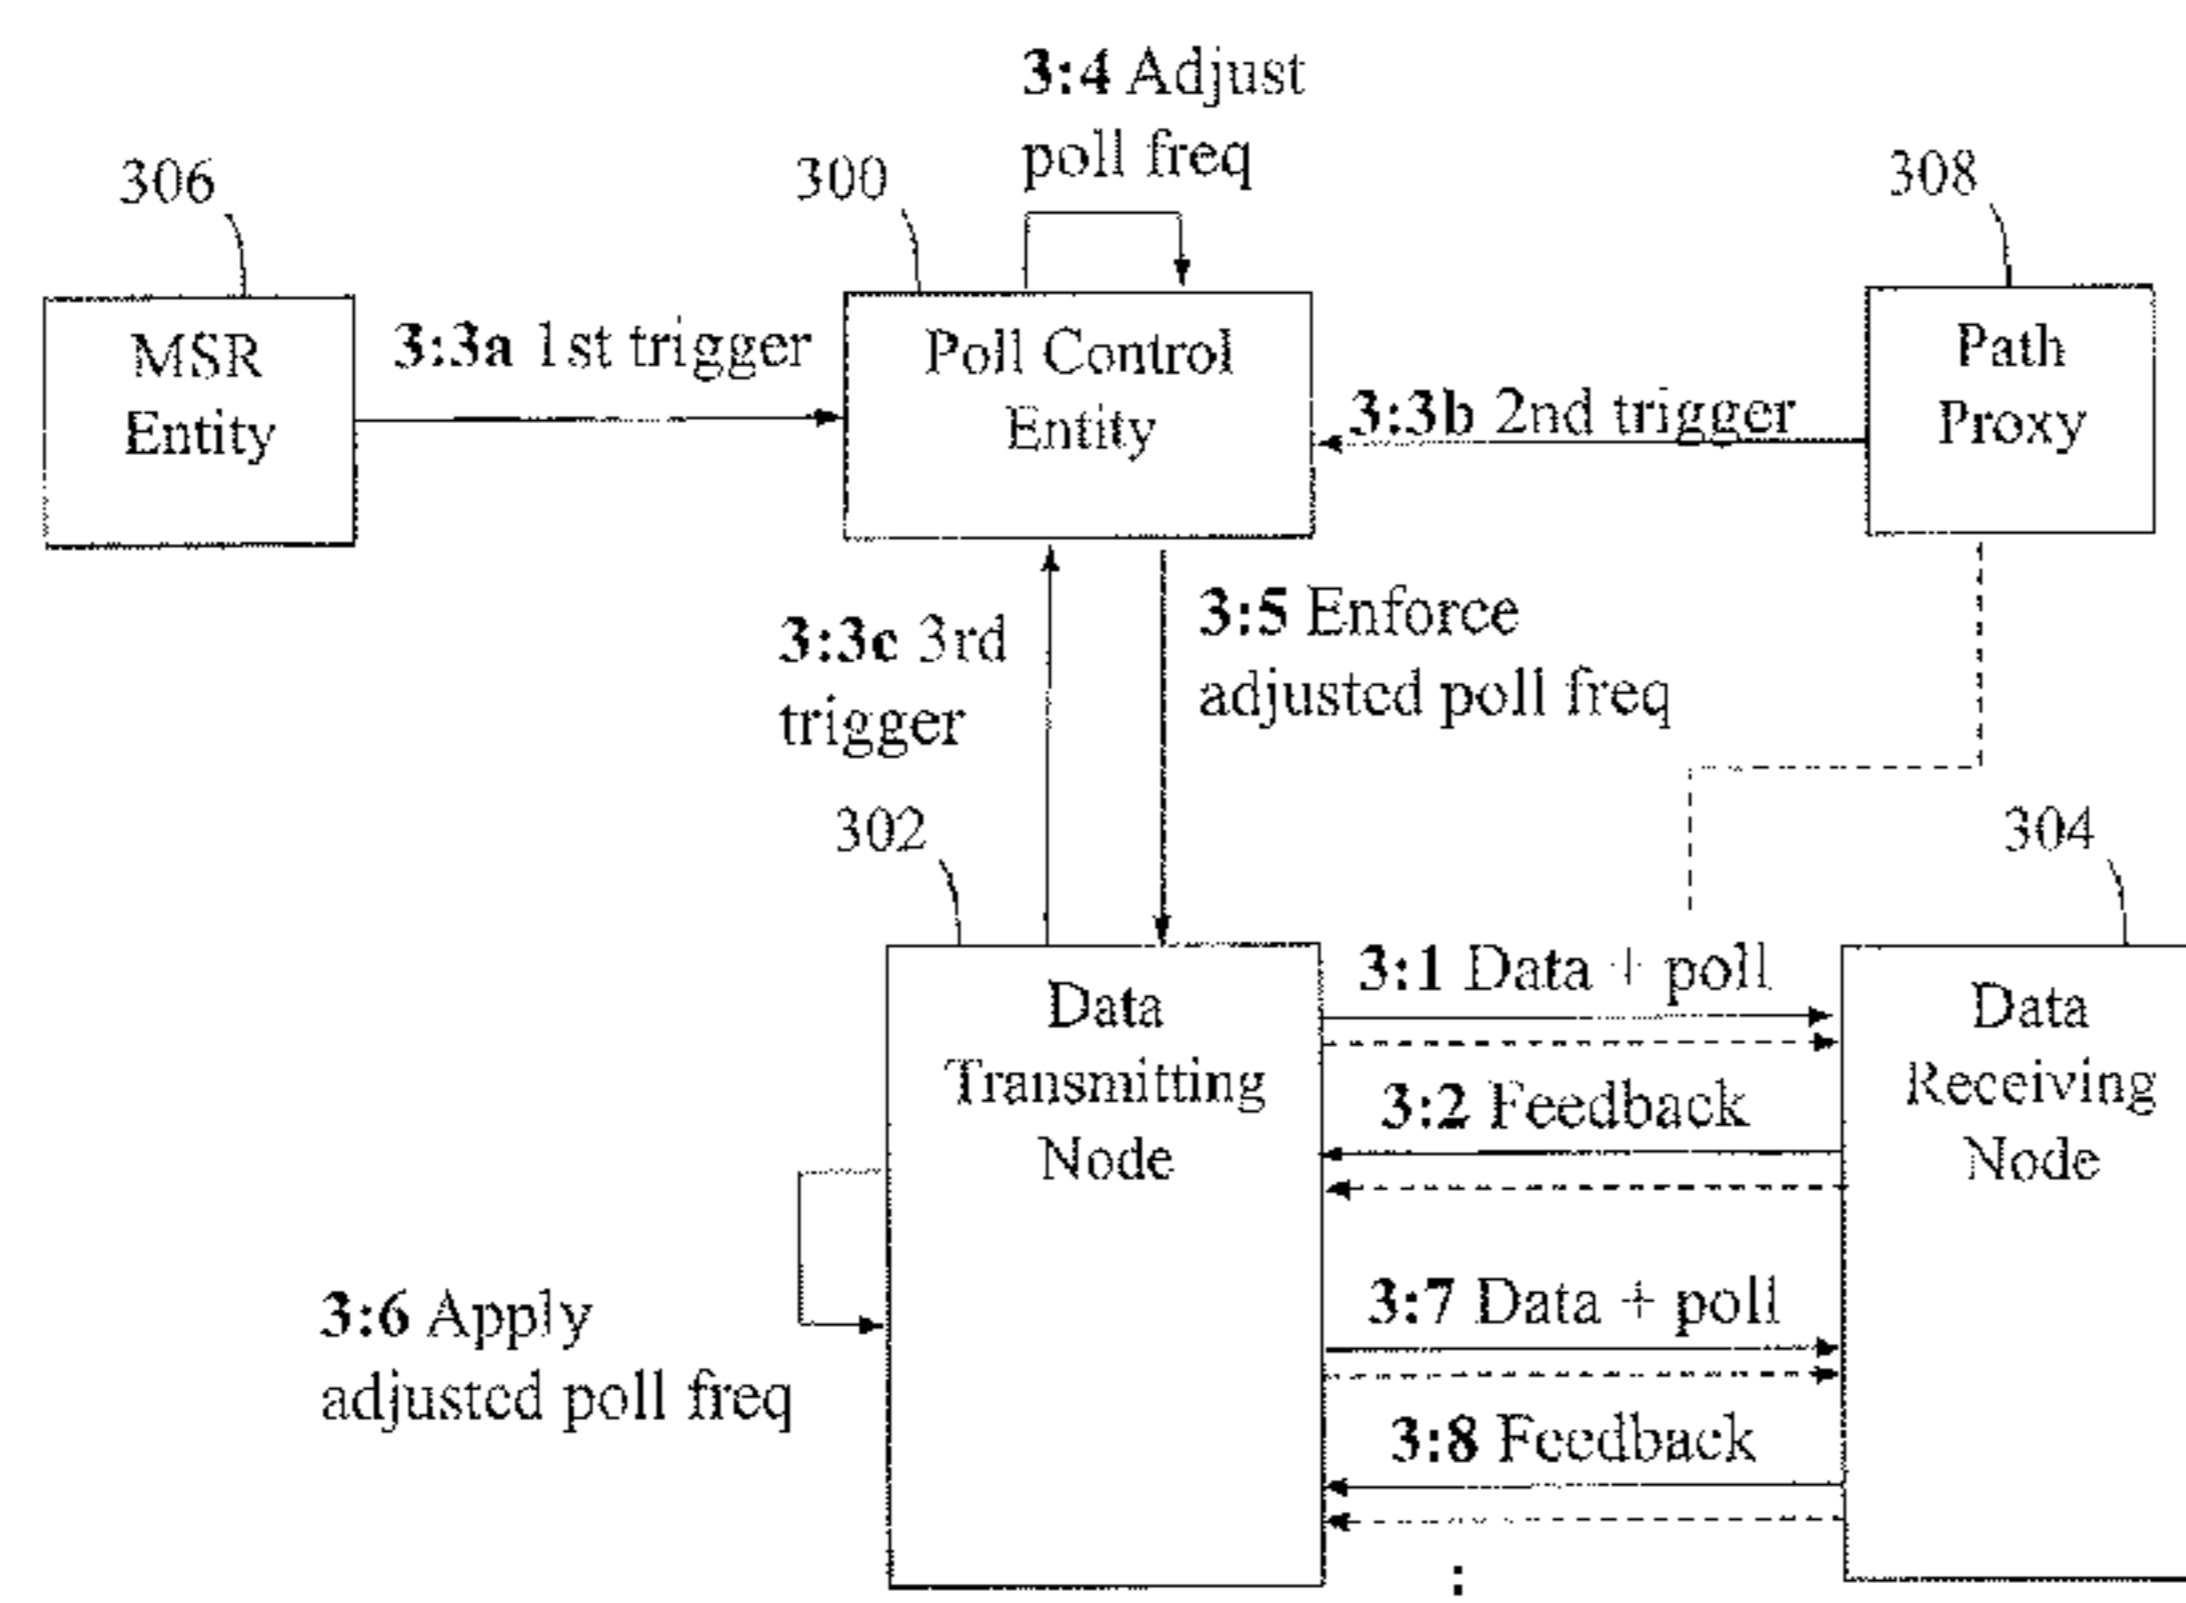 3:4 Adjust
poll freq
306
300
308
MSR
Entity
3:3a 1st trigger
Poll Control
Entity
3:3b 2nd trigger
Path
Proxy
3:3c 3rd
trigger
3:5 Enforce
adjusted poll freq
302
304
Data
Transmitting
Node
3:1 Data + poll
3:2 Feedback
Data
Receiving
Node
3:6 Apply
adjusted poll freq
3:7 Data + poll
3:8 Feedback
: